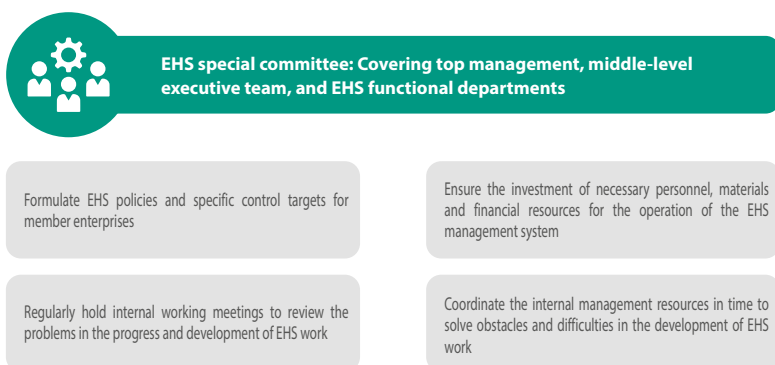 EHS special committee: Covering top management, middle-level
executive team, and EHS functional departments
Formulate EHS policies and specific control targets for
member enterprises
Ensure the investment of necessary personnel, materials
and financial resources for the operation of the EHS
management system
Regularly hold internal working meetings to review the
problems in the progress and development of EHS work
Coordinate the internal management resources in time to
solve obstacles and difficulties in the development of EHS
work